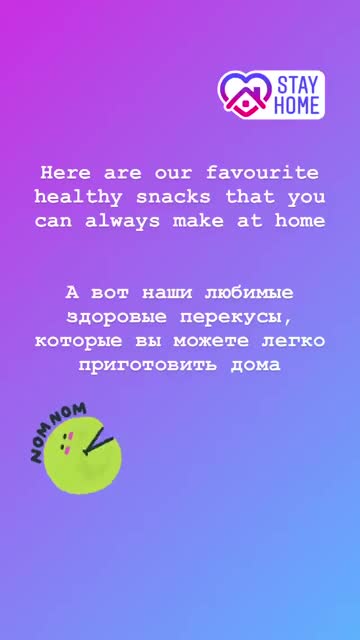 STAY
HOME
Here are our favourite
healthy snacks that you
can always make at home
А вот наши любимые
здоровые перекусы,
которые вы можете легко
приготовить дома
NOM NOM